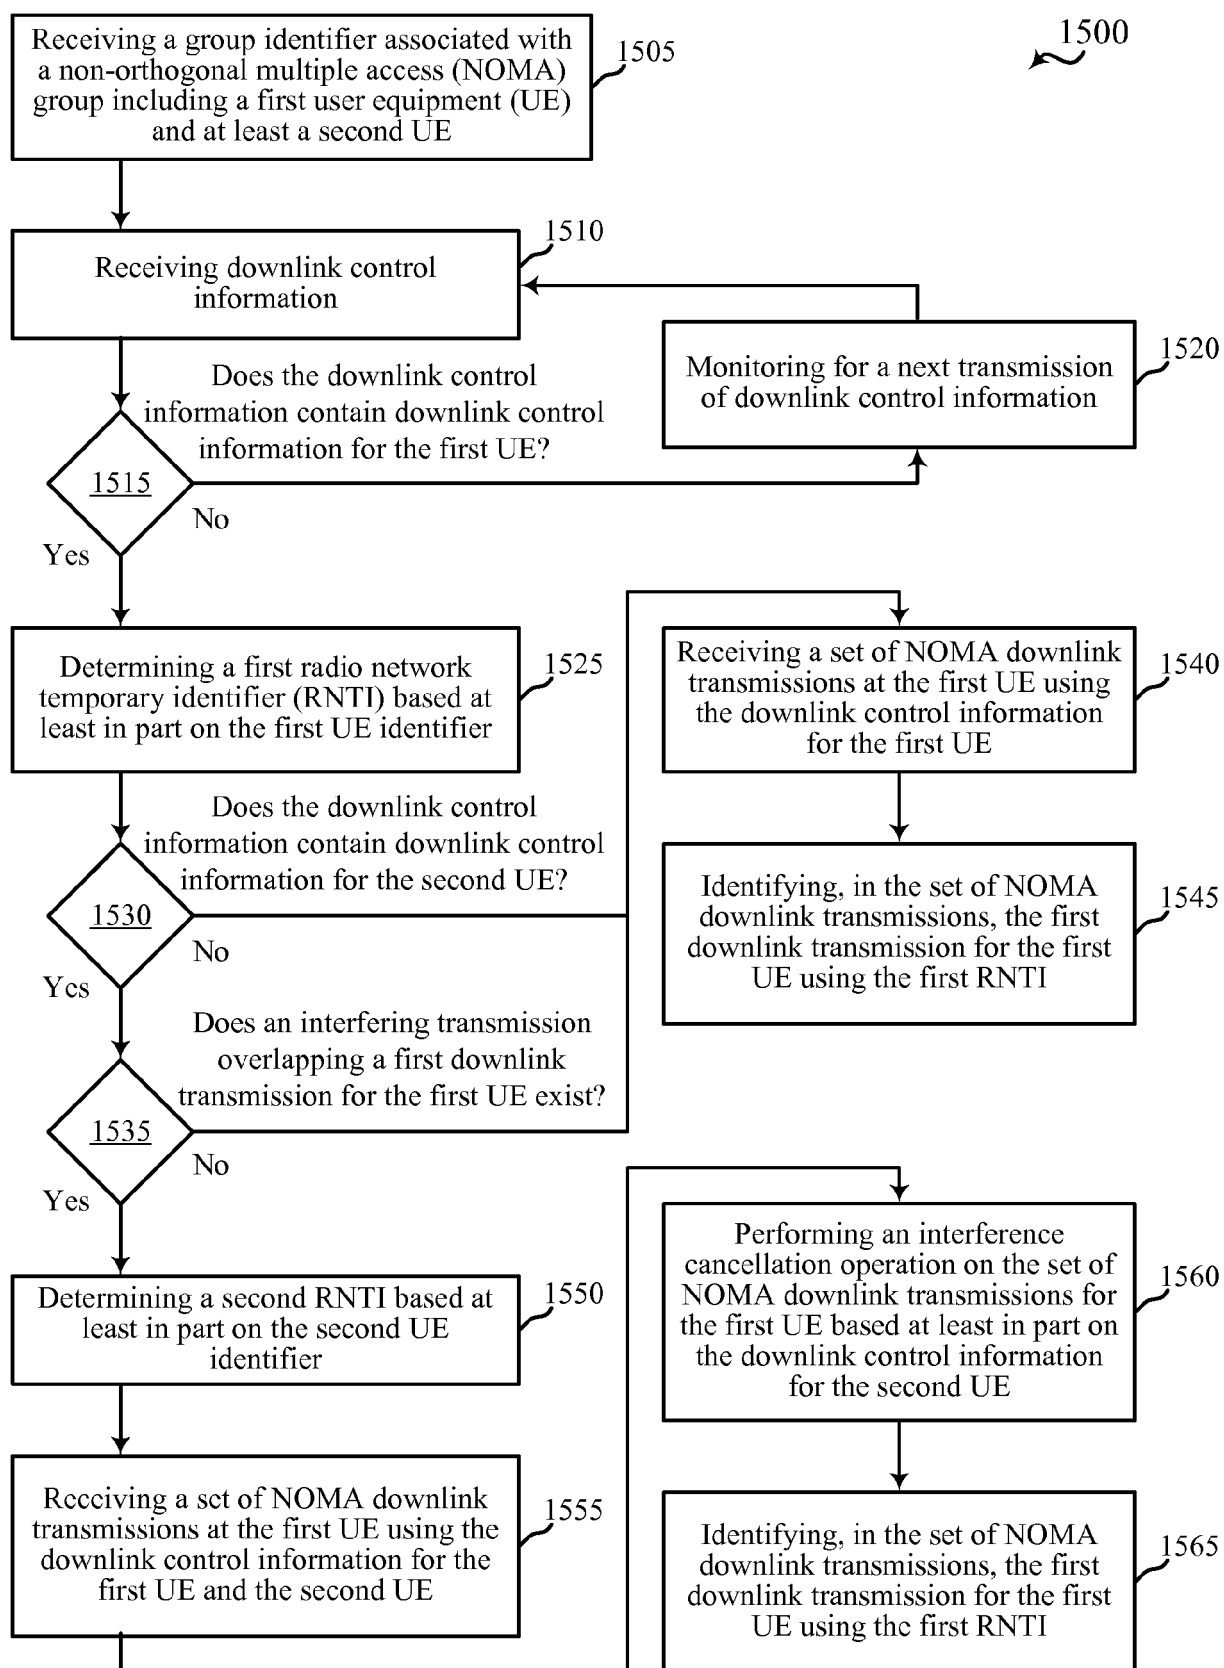 Receiving a group identifier associated with
a non-orthogonal multiple access (NOMA)
group including a first user equipment (UE)
and at least a second UE
1505
1500
Receiving downlink control
information
1510
Monitoring for a next transmission
of downlink control information
1520
Does the downlink control
information contain downlink control
information for the first UE?
1515
No
Yes
Determining a first radio network
temporary identifier (RNTI) based at
least in part on the first UE identifier
1525
Receiving a set of NOMA downlink
transmissions at the first UE using
the downlink control information
for the first UE
1540
Does the downlink control
information contain downlink control
information for the second UE?
1530
No
Yes
Identifying, in the set of NOMA
downlink transmissions, the first
downlink transmission for the first
UE using the first RNTI
1545
Does an interfering transmission
overlapping a first downlink
transmission for the first UE exist?
1535
No
Yes
Determining a second RNTI based at
least in part on the second UE
identifier
1550
Performing an interference
cancellation operation on the set of
NOMA downlink transmissions for
the first UE based at least in part on
the downlink control information
for the second UE
1560
Receiving a set of NOMA downlink
transmissions at the first UE using the
downlink control information for the
first UE and the second UE
1555
Identifying, in the set of NOMA
downlink transmissions, the first
downlink transmission for the first
UE using the first RNTI
1565